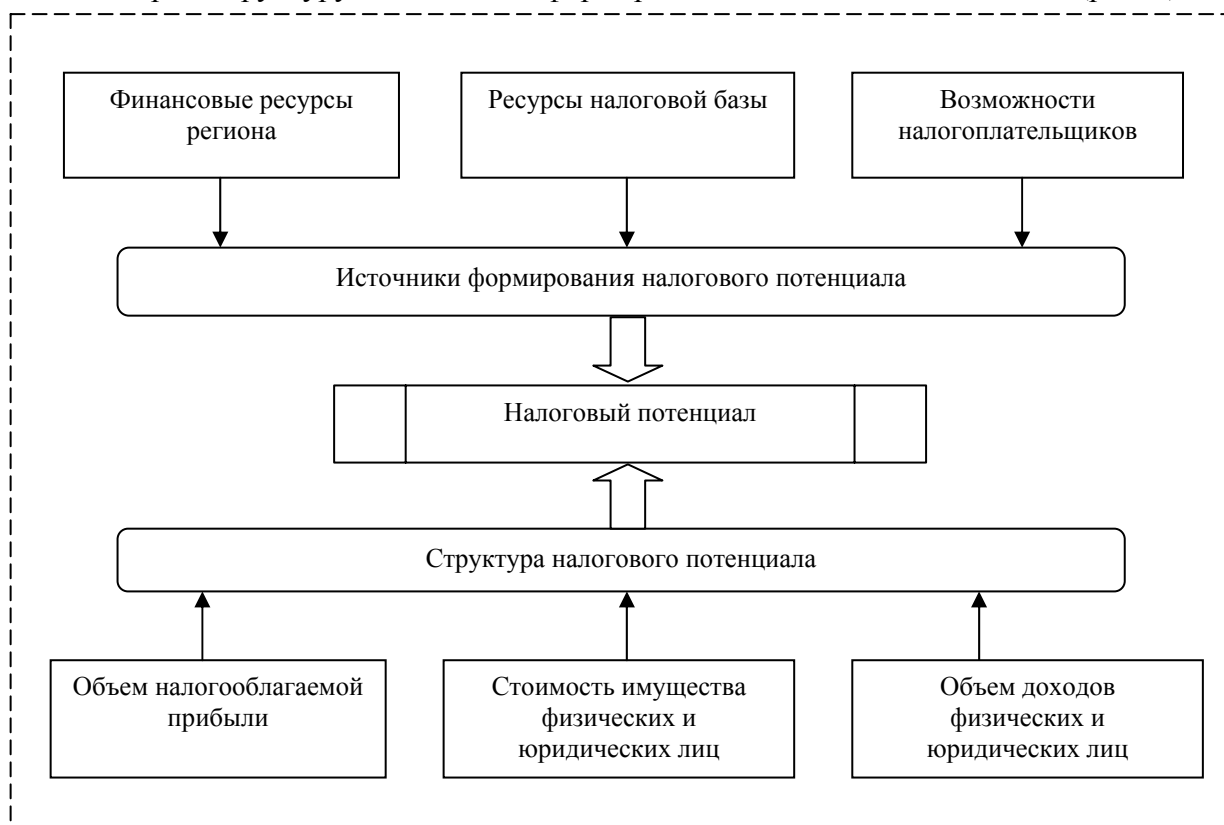 Финансовые ресурсы
региона
Ресурсы налоговой базы
Возможности
налогоплательщиков
Источники формирования налогового потенциала
Налоговый потенциал
Структура налогового потенциала
Объем налогооблагаемой
прибыли
Стоимость имущества
физических и
юридических лиц
Объем доходов
физических и
юридических лиц